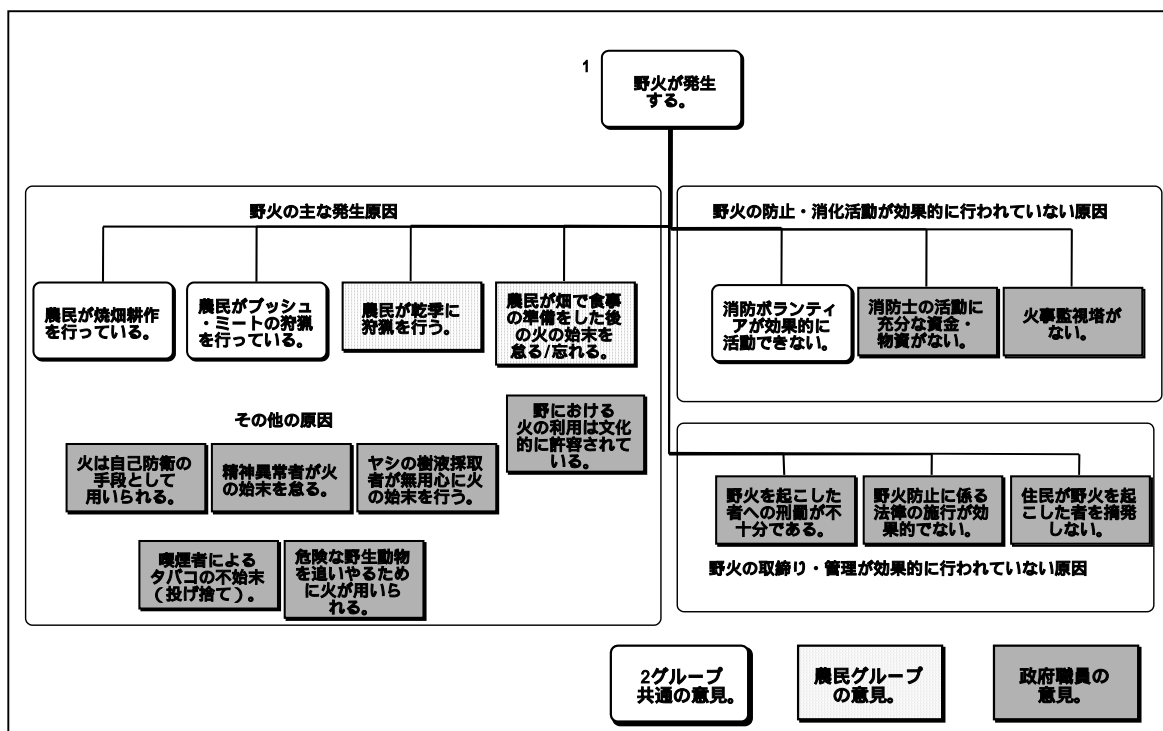 1
野火が発生
する。
野火の主な発生原因
農民が焼畑耕作
を行っている。
農民がブッシュ
・ミートの狩猟
を行っている。
農民が乾季に
狩猟を行う。
農民が畑で食事
の準備をした後
の火の始末を
怠る/忘れる。
その他の原因
野における
火の利用は文化
的に許容されて
いる。
火は自己防衛の
手段として
用いられる。
精神異常者が火
の始末を怠る。
ヤシの樹液採取
者が無用心に火
の始末を行う。
喫煙者による
タバコの不始末
(投げ捨て)。
危険な野生動物
を追いやるため
に火が用いら
れる。
野火の防止・消化活動が効果的に行われていない原因
消防ボランティ
アが効果的に
活動できない。
消防士の活動に
充分な資金・
物資がない。
火事監視塔が
ない。
野火を起こした
者への刑罰が不
十分である。
野火防止に係る
法律の施行が効
果的でない。
住民が野火を起
こした者を摘発
しない。
野火の取締り・管理が効果的に行われていない原因
2グループ
共通の意見。
農民グループ
の意見。
政府職員の
意見。